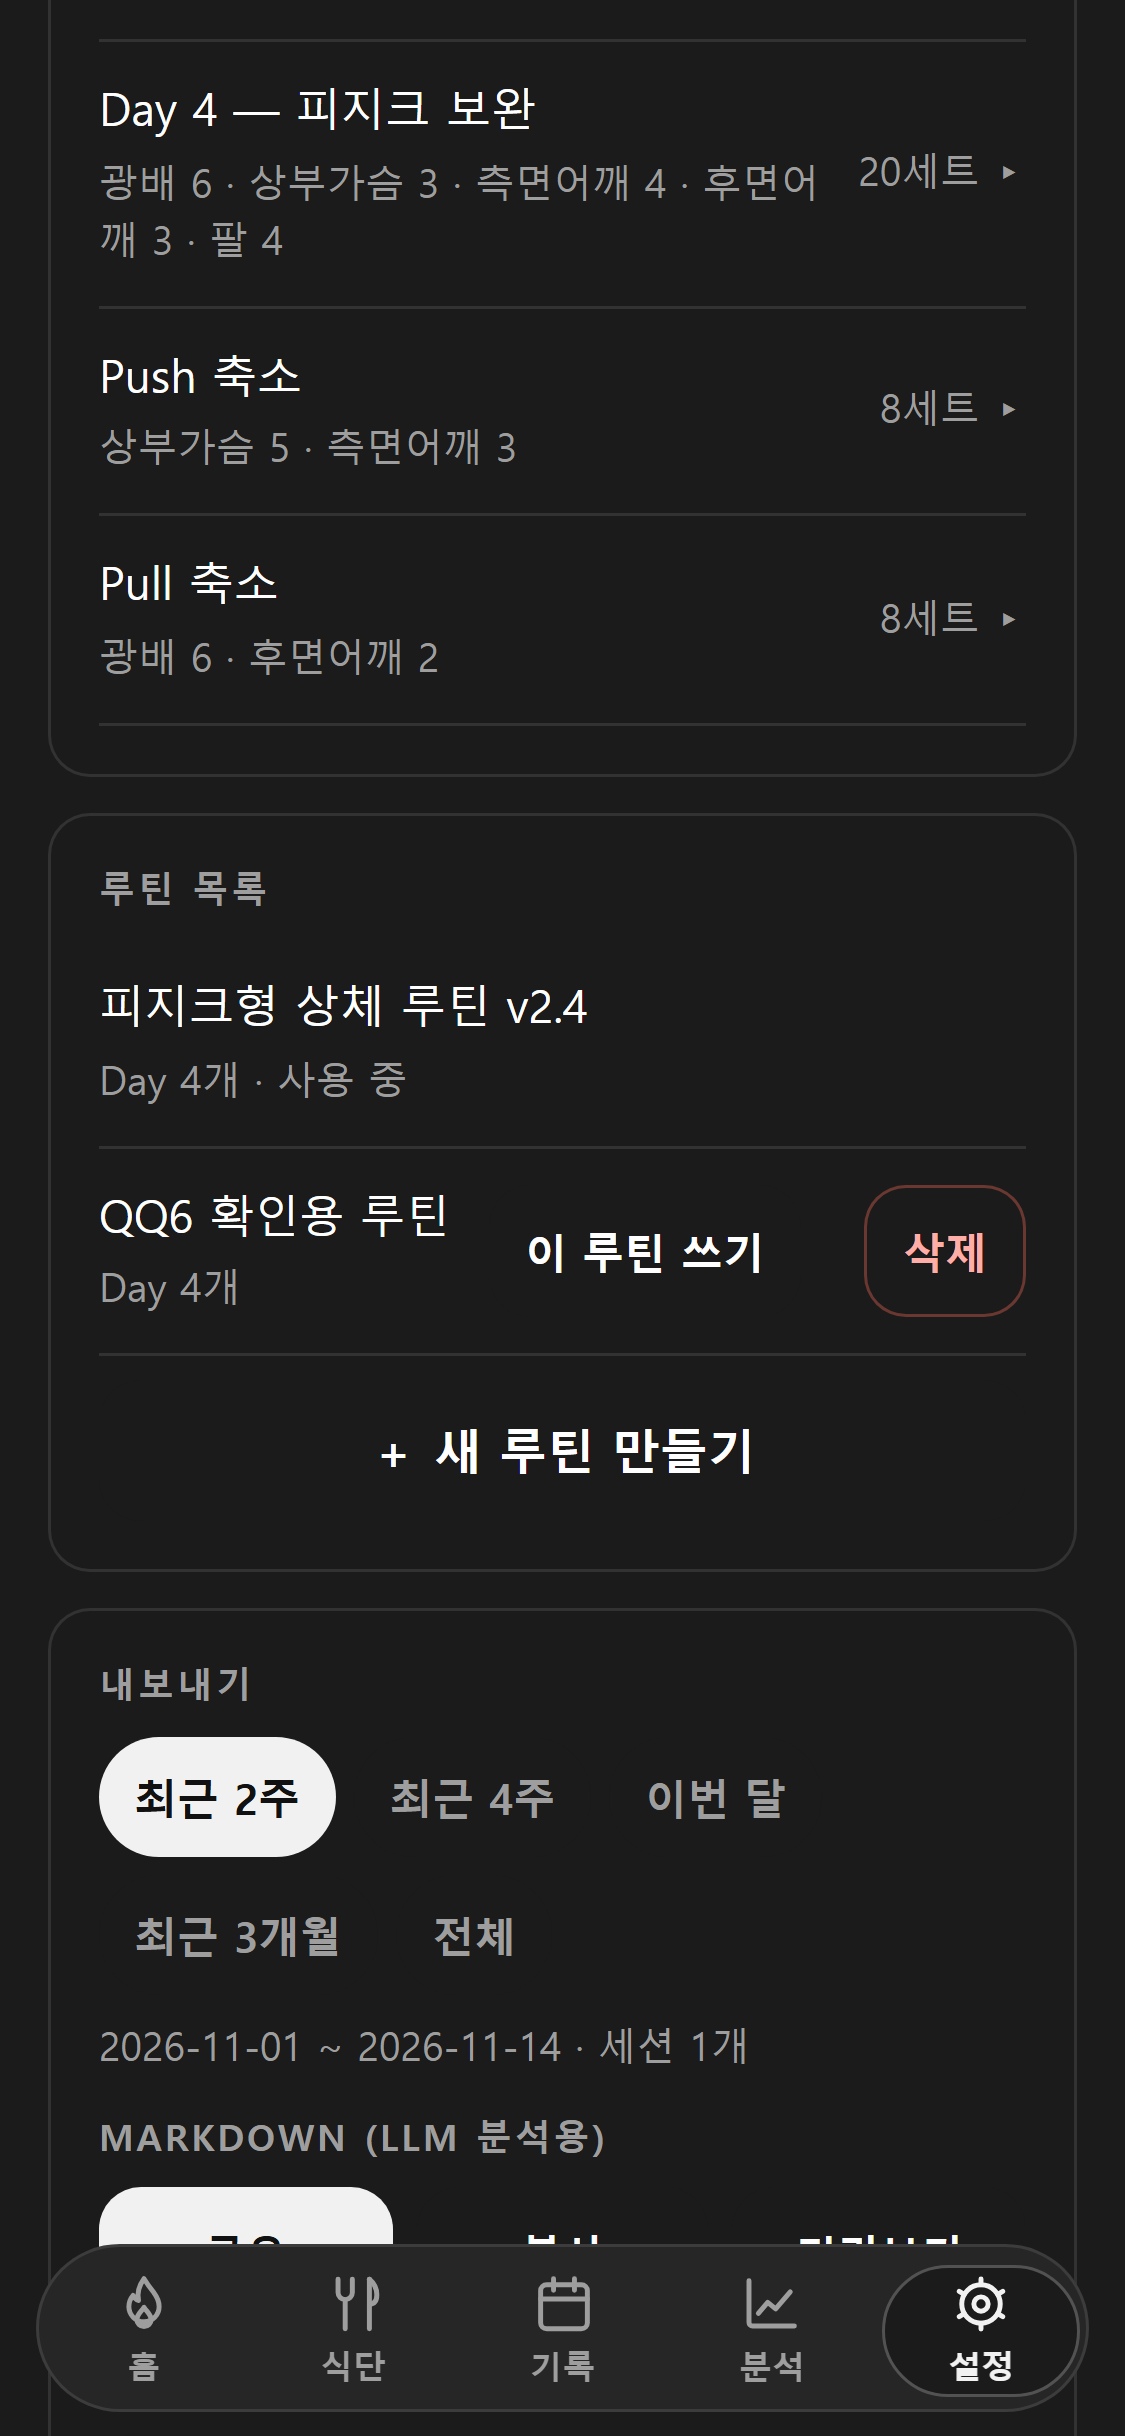 Day 4 — 피지크 보완
광배 6 · 상부가슴 3 · 측면어깨 4 · 후면어
깨 3 · 팔 4
20세트 ▸
Push 축소
상부가슴 5 · 측면어깨 3
8세트 ▸
Pull 축소
광배 6 · 후면어깨 2
8세트 ▸
루틴 목록
피지크형 상체 루틴 v2.4
Day 4개 · 사용 중
QQ6 확인용 루틴
Day 4개
이 루틴 쓰기
삭제
+ 새 루틴 만들기
내보내기
최근 2주 최근 4주 이번 달
최근 3개월 전체
2026-11-01 ~ 2026-11-14 · 세션 1개
MARKDOWN (LLM 분석용)
홈 식단 기록 분석 설정